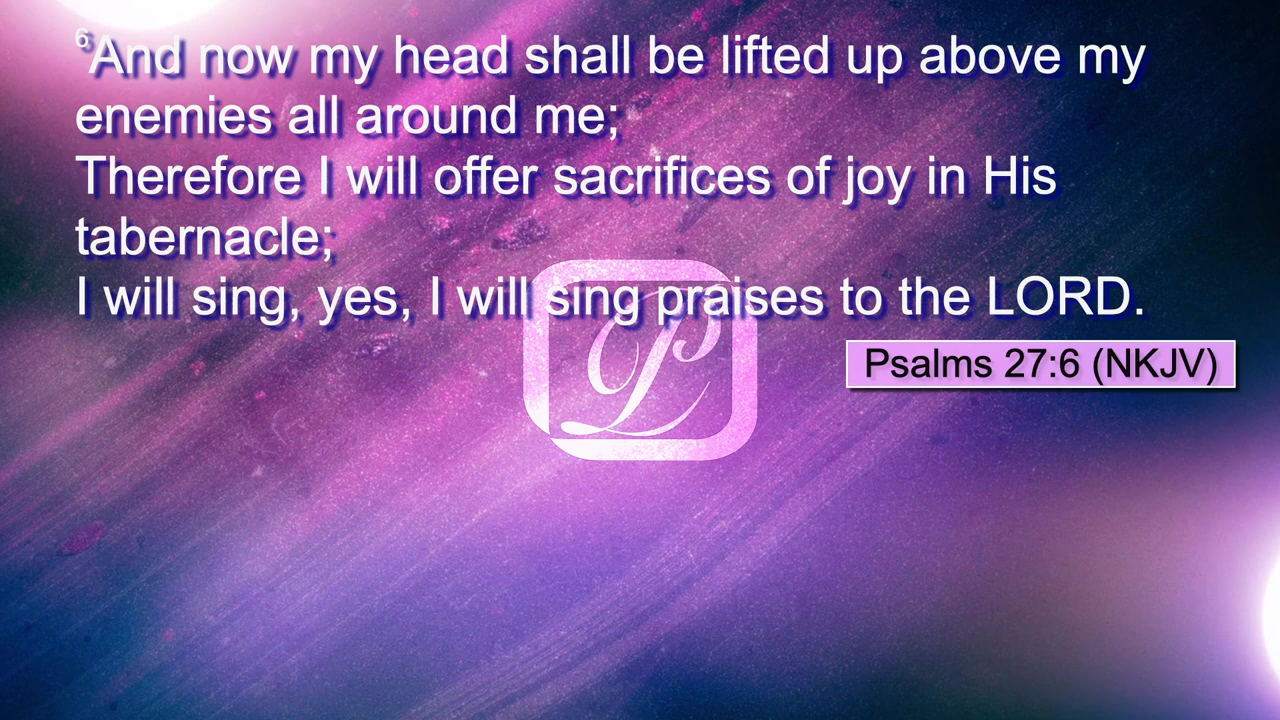 6And now my head shall be lifted up above my
enemies all around me;
Therefore I will offer sacrifices of joy in His
tabernacle;
I will sing, yes, I will sing praises to the LORD.
Psalms 27:6 (NKJV)
P